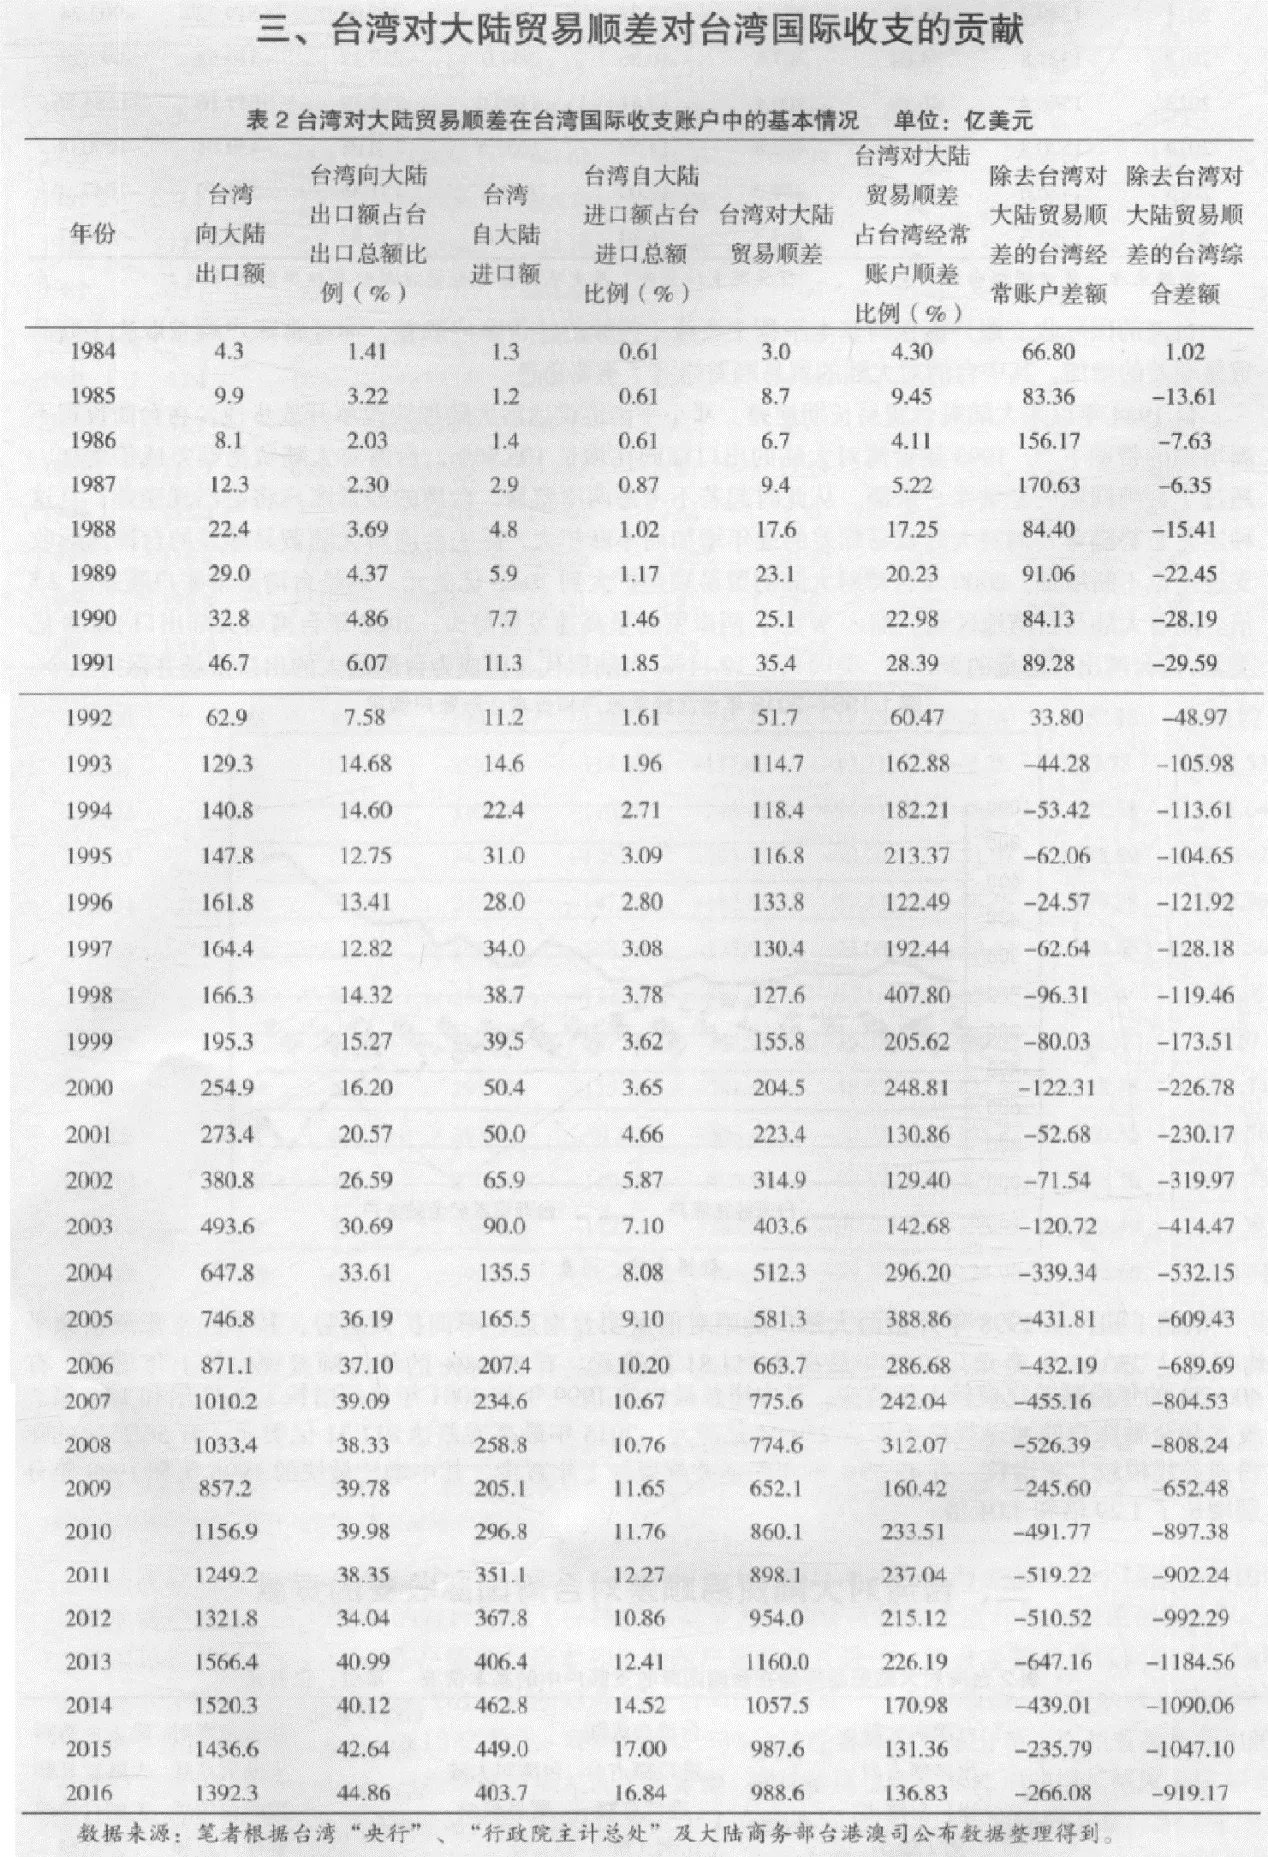 三、台湾对大陆贸易顺差对台湾国际收支的贡献
表 2 台湾对大陆贸易顺差在台湾国际收支账户中的基本情况 单位：亿美元
年份
台湾
向大陆
出口额
台湾向大陆
出口额占台
出口总额比
例（%）
台湾
自大陆
进口额
台湾自大陆
进口额占台
进口总额
比例（%）
台湾对大陆
贸易顺差
台湾对大陆
贸易顺差
占台湾经常
账户顺差
比例（%）
除去台湾对
大陆贸易顺
差的台湾经
常账户差额
除去台湾对
大陆贸易顺
差的台湾综
合差额
1984 4.3 1.41 1.3 0.61 3.0 4.30 66.80 1.02
1985 9.9 3.22 1.2 0.61 8.7 9.45 83.36 -13.61
1986 8.1 2.03 1.4 0.61 6.7 4.11 156.17 -7.63
1987 12.3 2.30 2.9 0.87 9.4 5.22 170.63 -6.35
1988 22.4 3.69 4.8 1.02 17.6 17.25 84.40 -15.41
1989 29.0 4.37 5.9 1.17 23.1 20.23 91.06 -22.45
1990 32.8 4.86 7.7 1.46 25.1 22.98 84.13 -28.19
1991 46.7 6.07 11.3 1.85 35.4 28.39 89.28 -29.59
1992 62.9 7.58 11.2 1.61 51.7 60.47 33.80 -48.97
1993 129.3 14.68 14.6 1.96 114.7 162.88 -44.28 -105.98
1994 140.8 14.60 22.4 2.71 118.4 182.21 -53.42 -113.61
1995 147.8 12.75 31.0 3.09 116.8 213.37 -62.06 -104.65
1996 161.8 13.41 28.0 2.80 133.8 122.49 -24.57 -121.92
1997 164.4 12.82 34.0 3.08 130.4 192.44 -62.64 -128.18
1998 166.3 14.32 38.7 3.78 127.6 407.80 -96.31 -119.46
1999 195.3 15.27 39.5 3.62 155.8 205.62 -80.03 -173.51
2000 254.9 16.20 50.4 3.65 204.5 248.81 -122.31 -226.78
2001 273.4 20.57 50.0 4.66 223.4 130.86 -52.68 -230.17
2002 380.8 26.59 65.9 5.87 314.9 129.40 -71.54 -319.97
2003 493.6 30.69 90.0 7.10 403.6 142.68 -120.72 -414.47
2004 647.8 33.61 135.5 8.08 512.3 296.20 -339.34 -532.15
2005 746.8 36.19 165.5 9.10 581.3 388.86 -431.81 -609.43
2006 871.1 37.10 207.4 10.20 663.7 286.68 -432.19 -689.69
2007 1010.2 39.09 234.6 10.67 775.6 242.04 -455.16 -804.53
2008 1033.4 38.33 258.8 10.76 774.6 312.07 -526.39 -808.24
2009 857.2 39.78 205.1 11.65 652.1 160.42 -245.60 -652.48
2010 1156.9 39.98 296.8 11.76 860.1 233.51 -491.77 -897.38
2011 1249.2 38.35 351.1 12.27 898.1 237.04 -519.22 -902.24
2012 1321.8 34.04 367.8 10.86 954.0 215.12 -510.52 -992.29
2013 1566.4 40.99 406.4 12.41 1160.0 226.19 -647.16 -1184.56
2014 1520.3 40.12 462.8 14.52 1057.5 170.98 -439.01 -1090.06
2015 1436.6 42.64 449.0 17.00 987.6 131.36 -235.79 -1047.10
2016 1392.3 44.86 403.7 16.84 988.6 136.83 -266.08 -919.17
数据来源：笔者根据台湾“央行”、“行政院主计总处”及大陆商务部台港澳司公布数据整理得到。